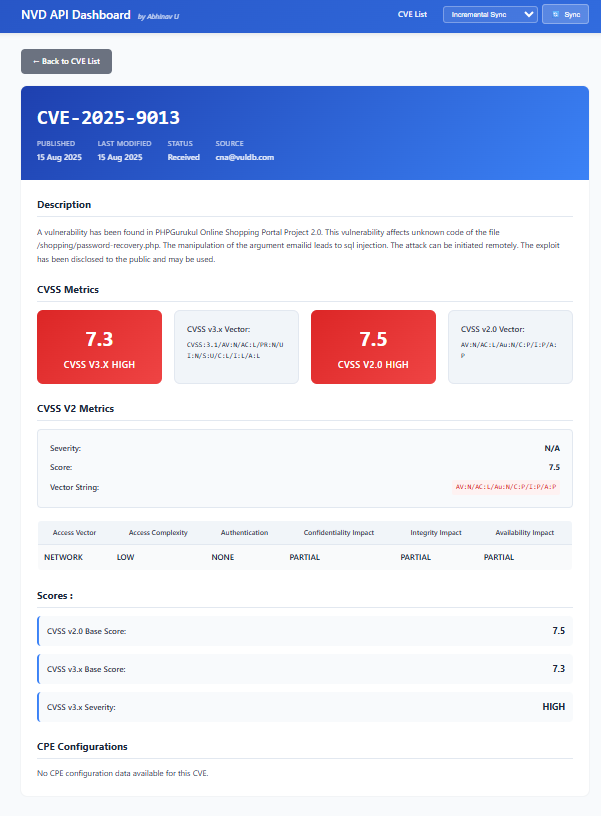 NVD API Dashboard by Abhinav U
CVE List
Incremental Sync
Sync
← Back to CVE List
CVE-2025-9013
PUBLISHED LAST MODIFIED STATUS SOURCE
15 Aug 2025 15 Aug 2025 Received cna@vuldb.com
Description
A vulnerability has been found in PHPGurukul Online Shopping Portal Project 2.0. This vulnerability affects unknown code of the file
/shopping/password-recovery.php. The manipulation of the argument emailid leads to sql injection. The attack can be initiated remotely. The exploit
has been disclosed to the public and may be used.
CVSS Metrics
7.3
CVSS V3.X HIGH
CVSS v3.x Vector:
CVSS:3.1/AV:N/AC:L/PR:N/U
I:N/S:U/C:L/I:L/A:L
7.5
CVSS V2.0 HIGH
CVSS v2.0 Vector:
AV:N/AC:L/Au:N/C:P/I:P/A:
P
CVSS V2 Metrics
Severity: N/A
Score: 7.5
Vector String: AV:N/AC:L/Au:N/C:P/I:P/A:P
Access Vector Access Complexity Authentication Confidentiality Impact Integrity Impact Availability Impact
NETWORK LOW NONE PARTIAL PARTIAL PARTIAL
Scores :
CVSS v2.0 Base Score: 7.5
CVSS v3.x Base Score: 7.3
CVSS v3.x Severity: HIGH
CPE Configurations
No CPE configuration data available for this CVE.